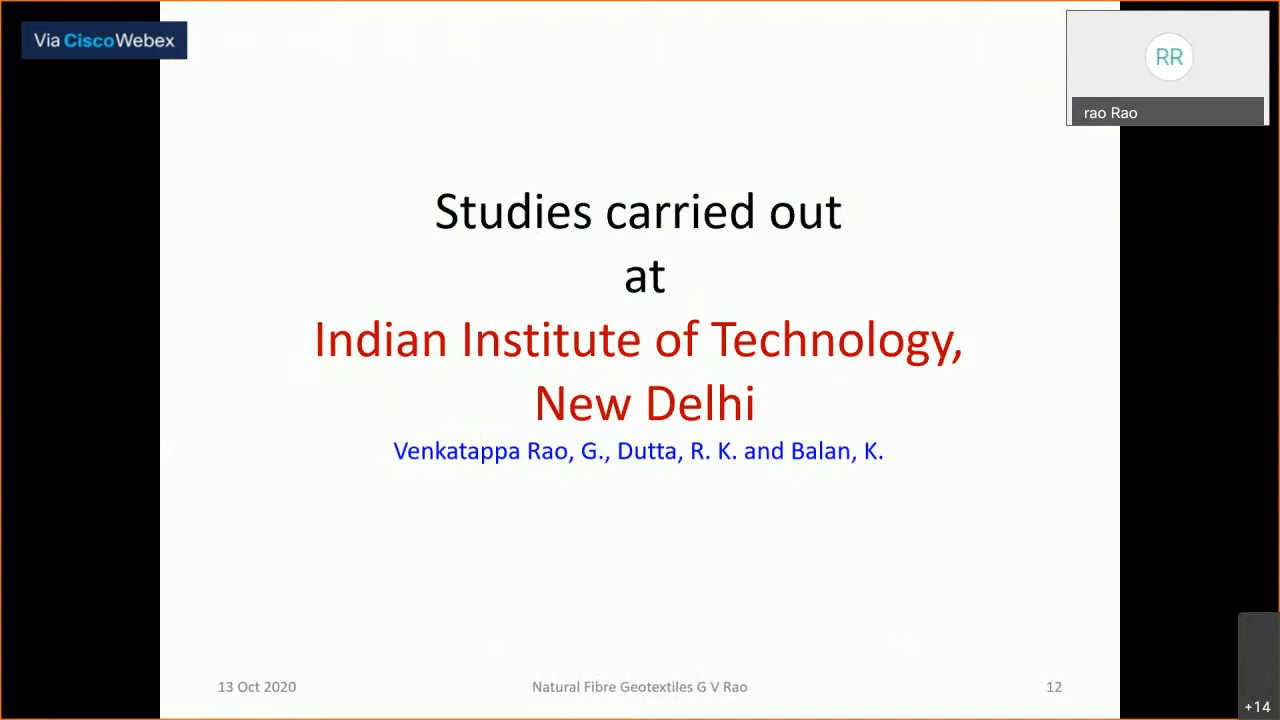 Via CiscoWebex
RR
rao Rao
Studies carried out
at
Indian Institute of Technology,
New Delhi
Venkatappa Rao, G., Dutta, R. K. and Balan, K.
13 Oct 2020
Natural Fibre Geotextiles G V Rao
12
+14